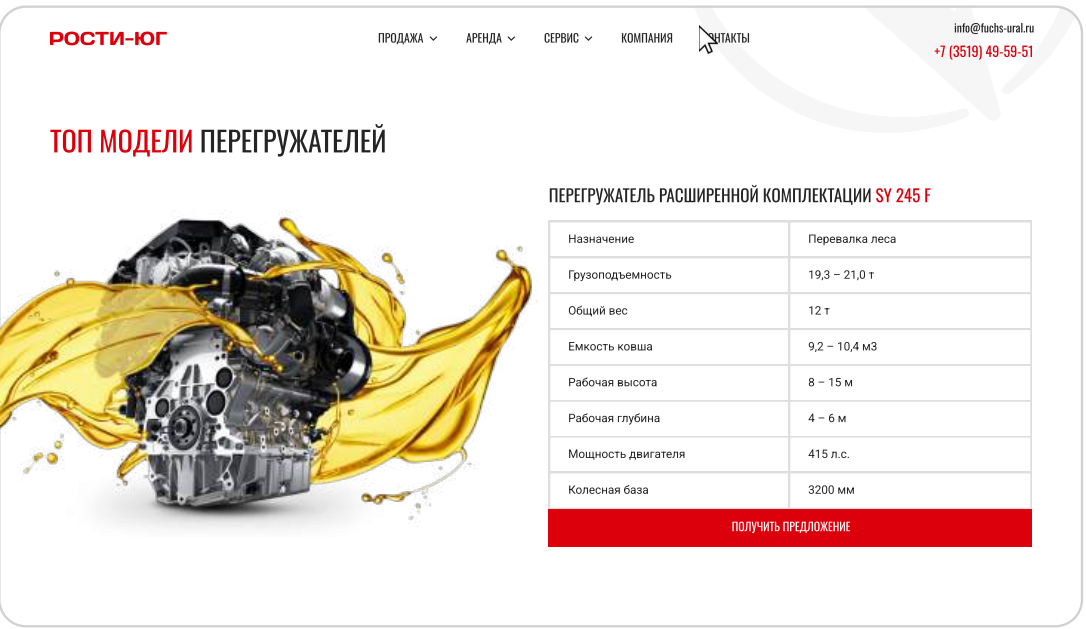 РОСТИ-ЮГ
ПРОДАЖА АРЕНДА СЕРВИС КОМПАНИЯ
info@fuchs-ural.ru
+7 (3519) 49-59-51
ТОП МОДЕЛИ ПЕРЕГРУЖАТЕЛЕЙ
ПЕРЕГРУЖАТЕЛЬ РАСШИРЕННОЙ КОМПЛЕКТАЦИИ SY 245 F
Назначение Перевалка леса
Грузоподъемность 19,3 – 21,0 т
Общий вес 12 т
Емкость ковша 9,2 – 10,4 м3
Рабочая высота 8 – 15 м
Рабочая глубина 4 – 6 м
Мощность двигателя 415 л.с.
Колесная база 3200 мм
ПОЛУЧИТЬ ПРЕДЛОЖЕНИЕ